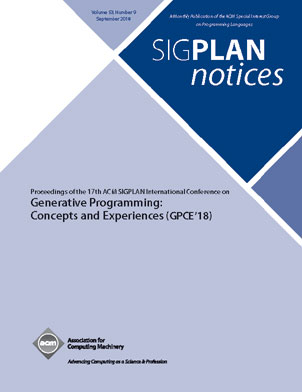 Volume 53, Number 9
September 2018
A Monthly Publication of the ACM Special Interest Group
on Programming Languages
SIGPLAN
notices
Proceedings of the 17th ACM SIGPLAN International Conference on
Generative Programming:
Concepts and Experiences (GPCE'18)
acm
Association for
Computing Machinery
Advancing Computing as a Science & Profession